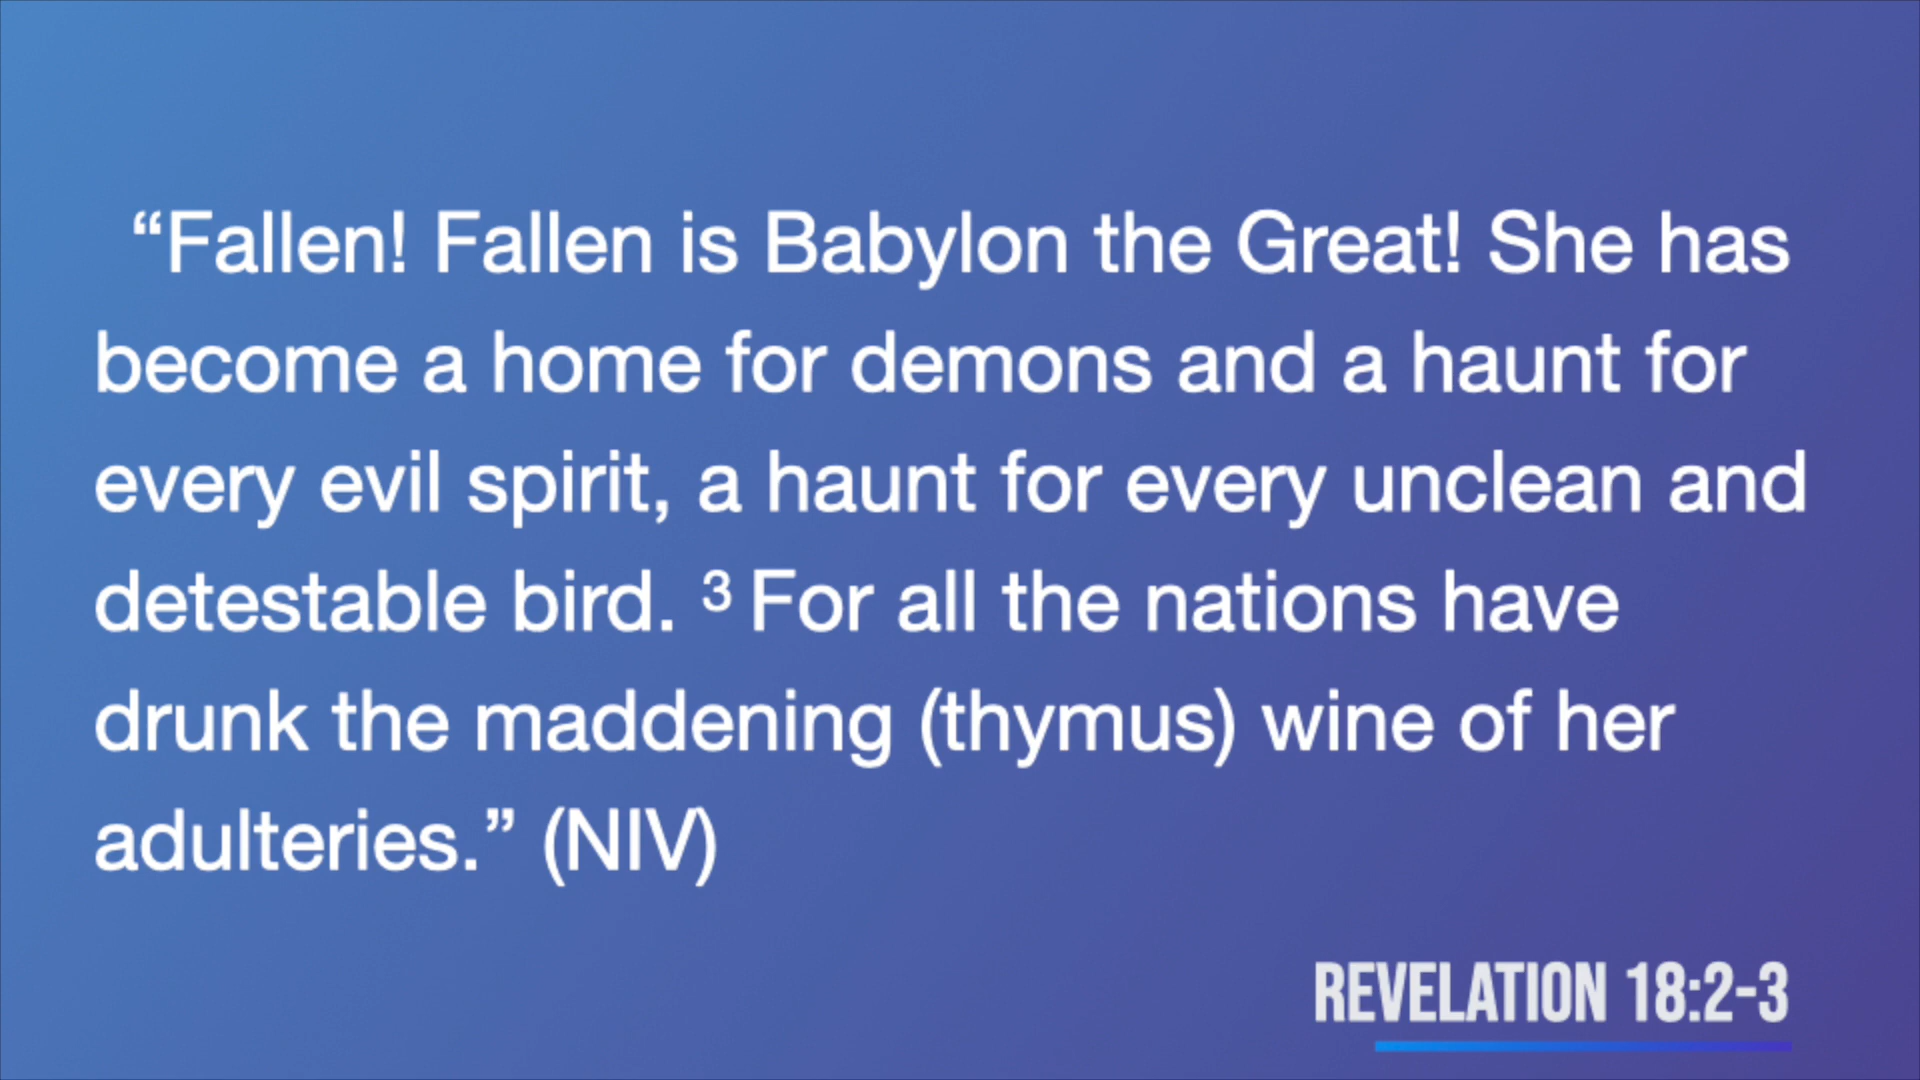 “Fallen! Fallen is Babylon the Great! She has
become a home for demons and a haunt for
every evil spirit, a haunt for every unclean and
detestable bird. ³ For all the nations have
drunk the maddening (thymus) wine of her
adulteries.” (NIV)
REVELATION 18:2-3